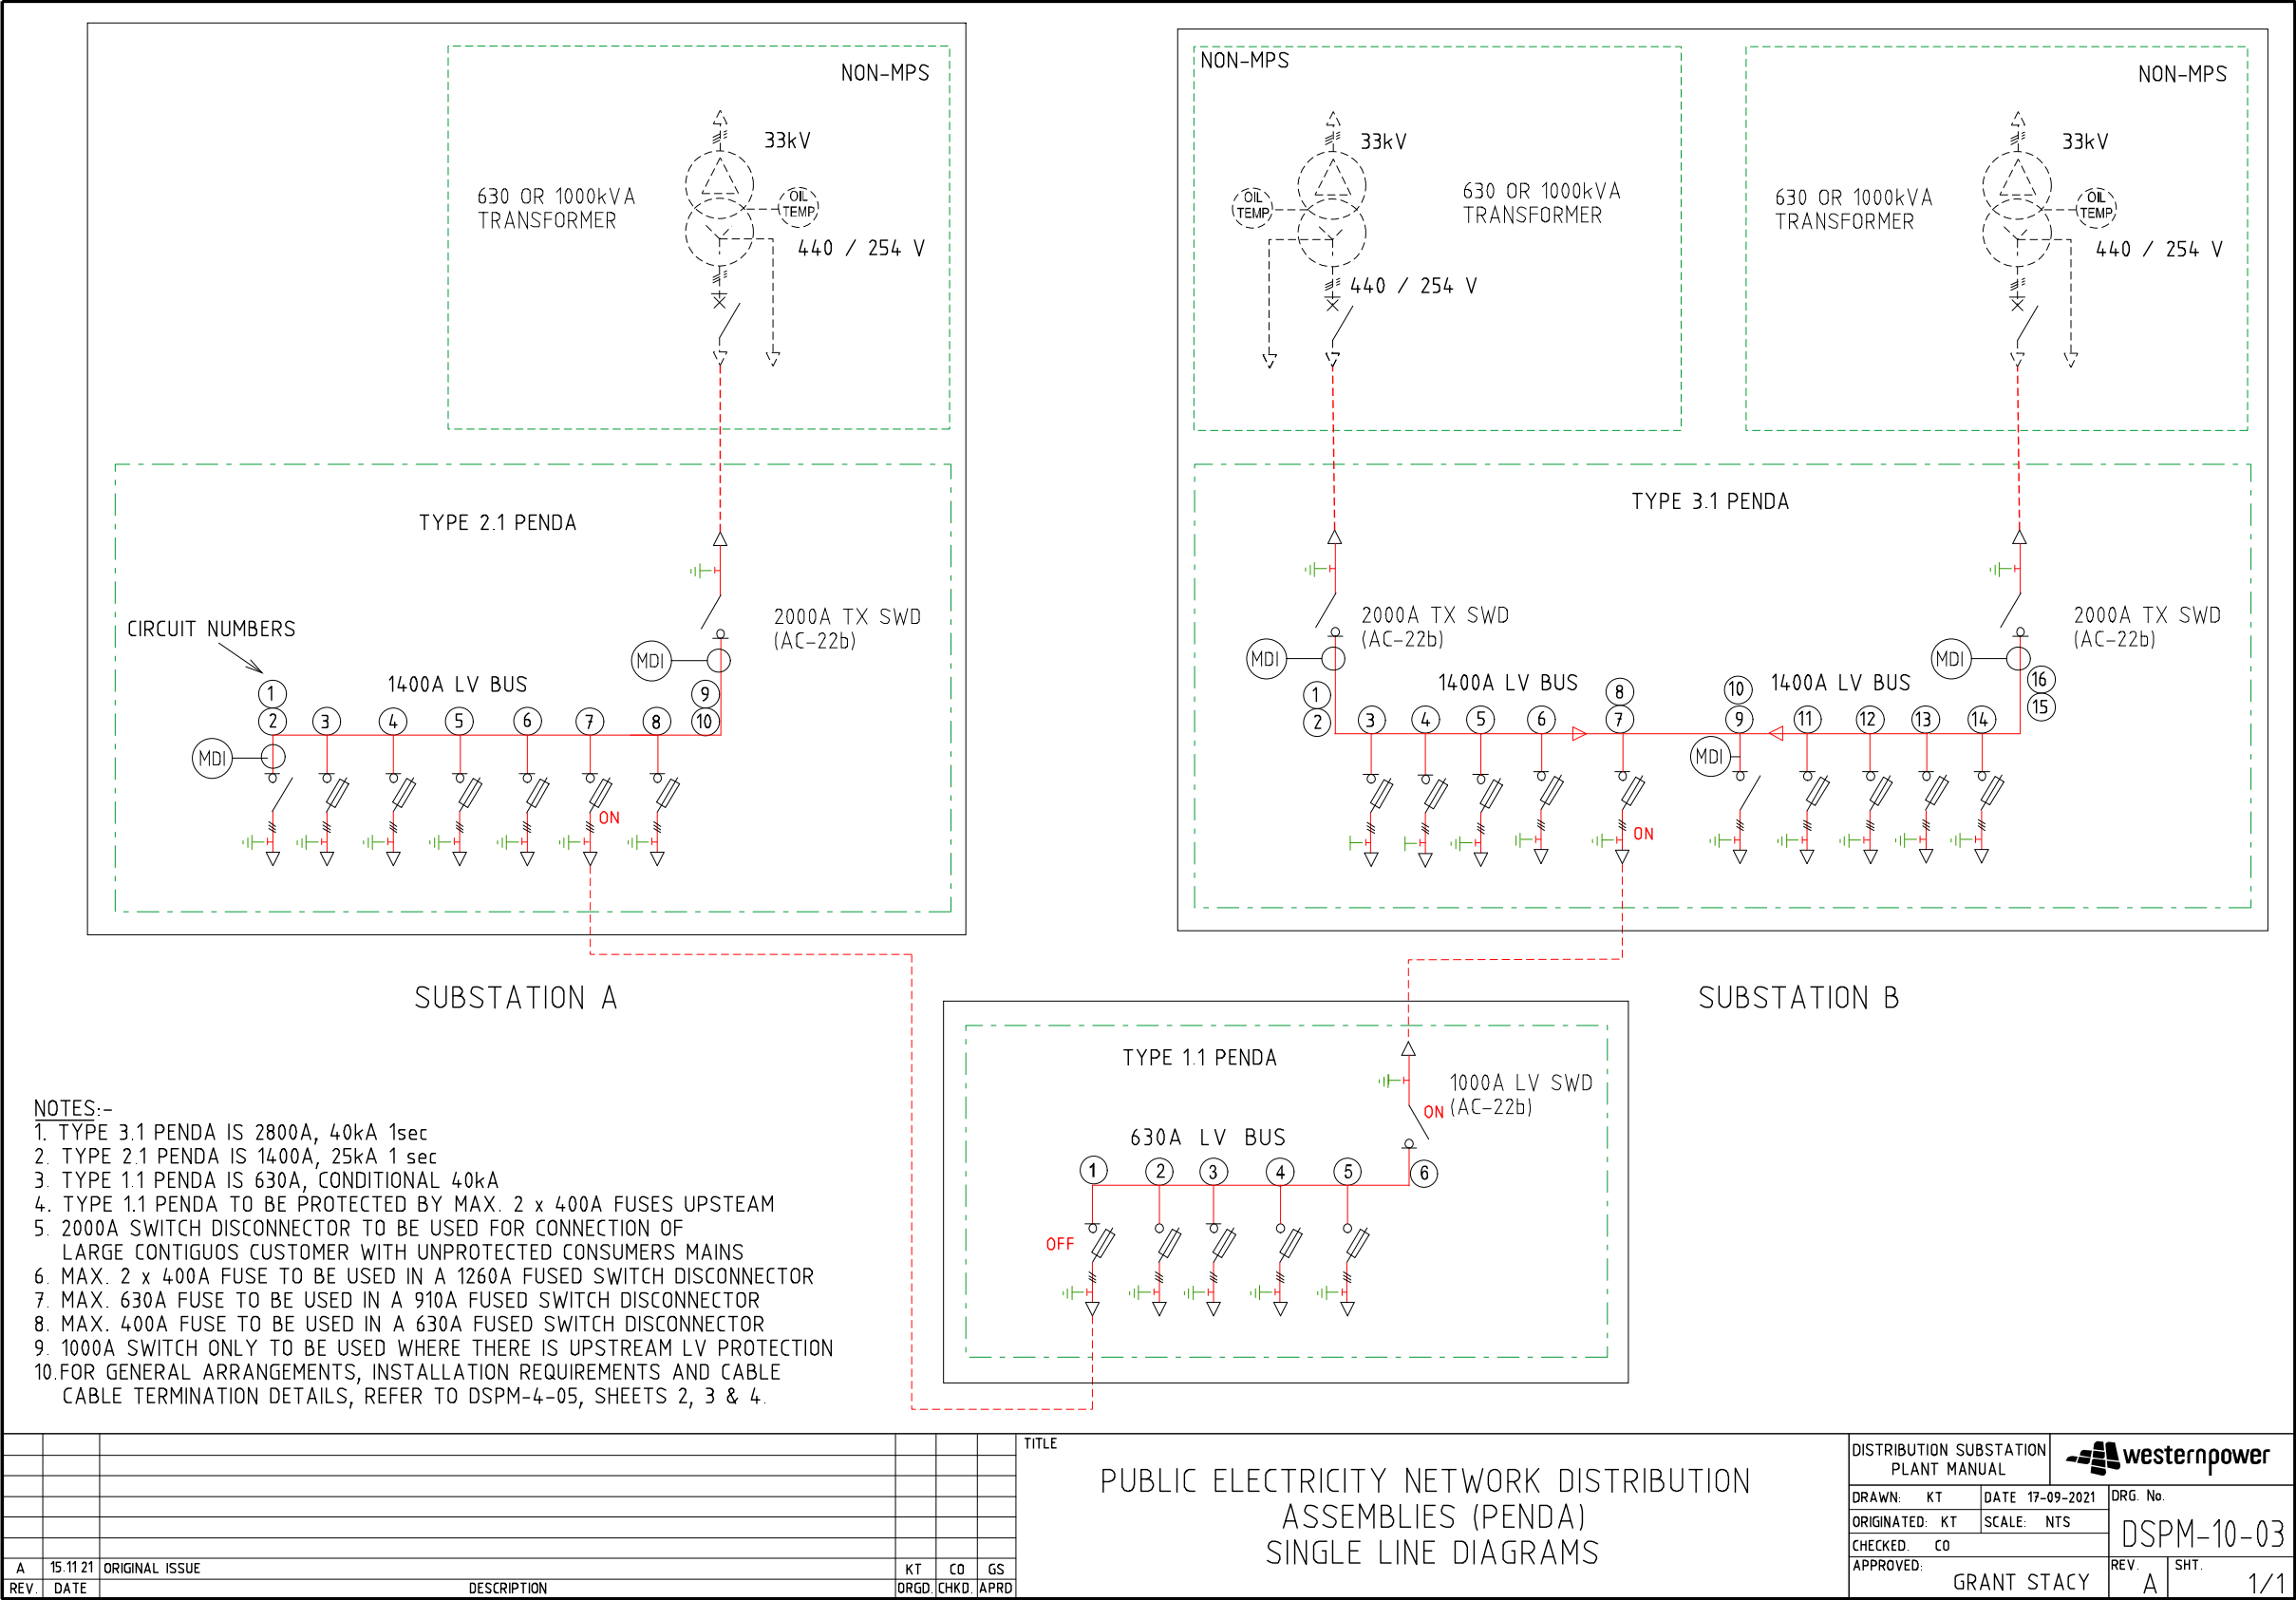 NON-MPS
33kV
630 OR 1000kVA
TRANSFORMER
OIL
TEMP
440 / 254 V
TYPE 2.1 PENDA
2000A TX SWD
(AC-22b)
CIRCUIT NUMBERS
MDI
1400A LV BUS
1
9
2
3
4
5
6
7
8
10
MDI
ON
SUBSTATION A
NON-MPS
33kV
OIL
TEMP
630 OR 1000kVA
TRANSFORMER
440 / 254 V
NON-MPS
33kV
630 OR 1000kVA
TRANSFORMER
OIL
TEMP
440 / 254 V
TYPE 3.1 PENDA
2000A TX SWD
(AC-22b)
2000A TX SWD
(AC-22b)
MDI
MDI
1400A LV BUS
1400A LV BUS
1
8
10
16
2
3
4
5
6
7
9
11
12
13
14
15
MDI
ON
SUBSTATION B
TYPE 1.1 PENDA
1000A LV SWD
(AC-22b)
ON
630A LV BUS
1
2
3
4
5
6
OFF
NOTES:-
1. TYPE 3.1 PENDA IS 2800A, 40kA 1sec
2. TYPE 2.1 PENDA IS 1400A, 25kA 1 sec
3. TYPE 1.1 PENDA IS 630A, CONDITIONAL 40kA
4. TYPE 1.1 PENDA TO BE PROTECTED BY MAX. 2 x 400A FUSES UPSTEAM
5. 2000A SWITCH DISCONNECTOR TO BE USED FOR CONNECTION OF
LARGE CONTIGUOS CUSTOMER WITH UNPROTECTED CONSUMERS MAINS
6. MAX. 2 x 400A FUSE TO BE USED IN A 1260A FUSED SWITCH DISCONNECTOR
7. MAX. 630A FUSE TO BE USED IN A 910A FUSED SWITCH DISCONNECTOR
8. MAX. 400A FUSE TO BE USED IN A 630A FUSED SWITCH DISCONNECTOR
9. 1000A SWITCH ONLY TO BE USED WHERE THERE IS UPSTREAM LV PROTECTION
10.FOR GENERAL ARRANGEMENTS, INSTALLATION REQUIREMENTS AND CABLE
CABLE TERMINATION DETAILS, REFER TO DSPM-4-05, SHEETS 2, 3 & 4.
A 15.11.21 ORIGINAL ISSUE KT CO GS
REV. DATE DESCRIPTION ORGD. CHKD. APRD
TITLE
PUBLIC ELECTRICITY NETWORK DISTRIBUTION
ASSEMBLIES (PENDA)
SINGLE LINE DIAGRAMS
DISTRIBUTION SUBSTATION
PLANT MANUAL
westernpower
DRAWN: KT DATE 17-09-2021
ORIGINATED: KT SCALE: NTS
CHECKED. CO
APPROVED:
GRANT STACY
DRG. No.
DSPM-10-03
REV. A
SHT. 1/1